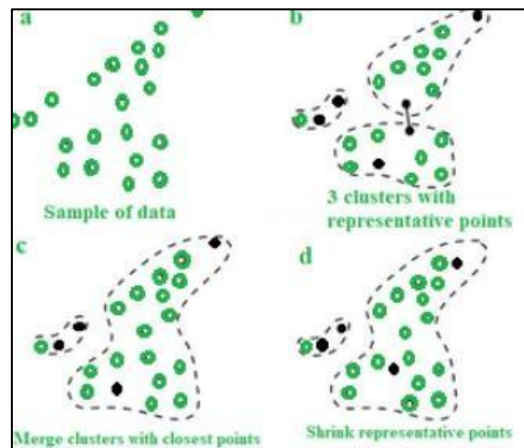 a
Sample of data
b
3 clusters with
representative points
c
Merge clusters with closest points
d
Shrink representative points